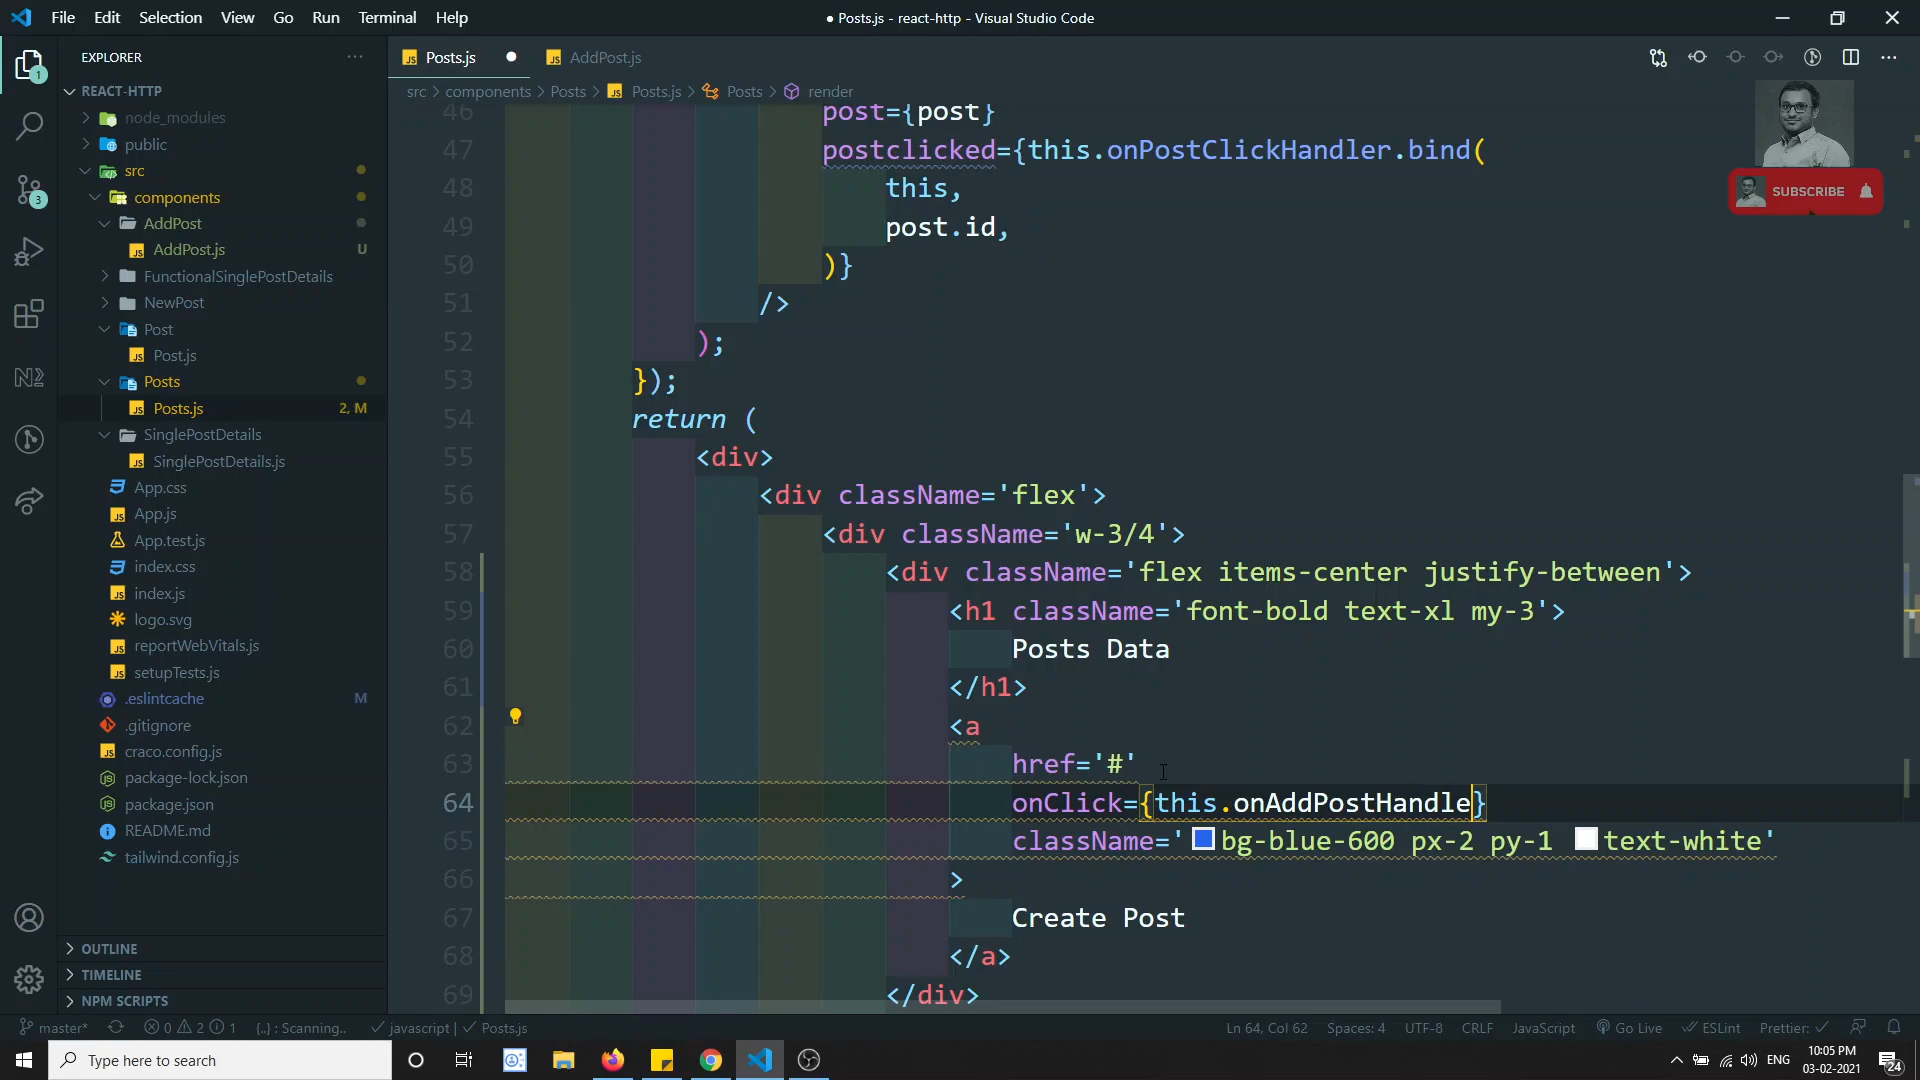 File Edit Selection View Go Run Terminal Help
● Posts.js - react-http - Visual Studio Code
EXPLORER
REACT-HTTP
node_modules
public
src
components
AddPost
AddPost.js U
FunctionalSinglePostDetails
NewPost
Post
Post.js
Posts
Posts.js 2, M
SinglePostDetails
SinglePostDetails.js
App.css
App.js
App.test.js
index.css
index.js
logo.svg
reportWebVitals.js
setupTests.js
.eslintcache M
.gitignore
craco.config.js
package-lock.json
package.json
README.md
tailwind.config.js
OUTLINE
TIMELINE
NPM SCRIPTS
1
3
Posts.js AddPost.js
src > components > Posts > Posts.js > Posts > render
46 post={post}
47 postclicked={this.onPostClickHandler.bind(
48 this,
49 post.id,
50 )}
51 />
52 );
53 });
54 return (
55 <div>
56 <div className='flex'>
57 <div className='w-3/4'>
58 <div className='flex items-center justify-between'>
59 <h1 className='font-bold text-xl my-3'>
60 Posts Data
61 </h1>
62 <a
63 href='#'
64 onClick={this.onAddPostHandle}
65 className='bg-blue-600 px-2 py-1 text-white'
66 >
67 Create Post
68 </a>
69 </div>
SUBSCRIBE
master* 0 2 1 {..} : Scanning.. javascript | Posts.js
Ln 64, Col 62 Spaces: 4 UTF-8 CRLF JavaScript Go Live ESLint Prettier:
Type here to search
ENG
10:05 PM
03-02-2021
24